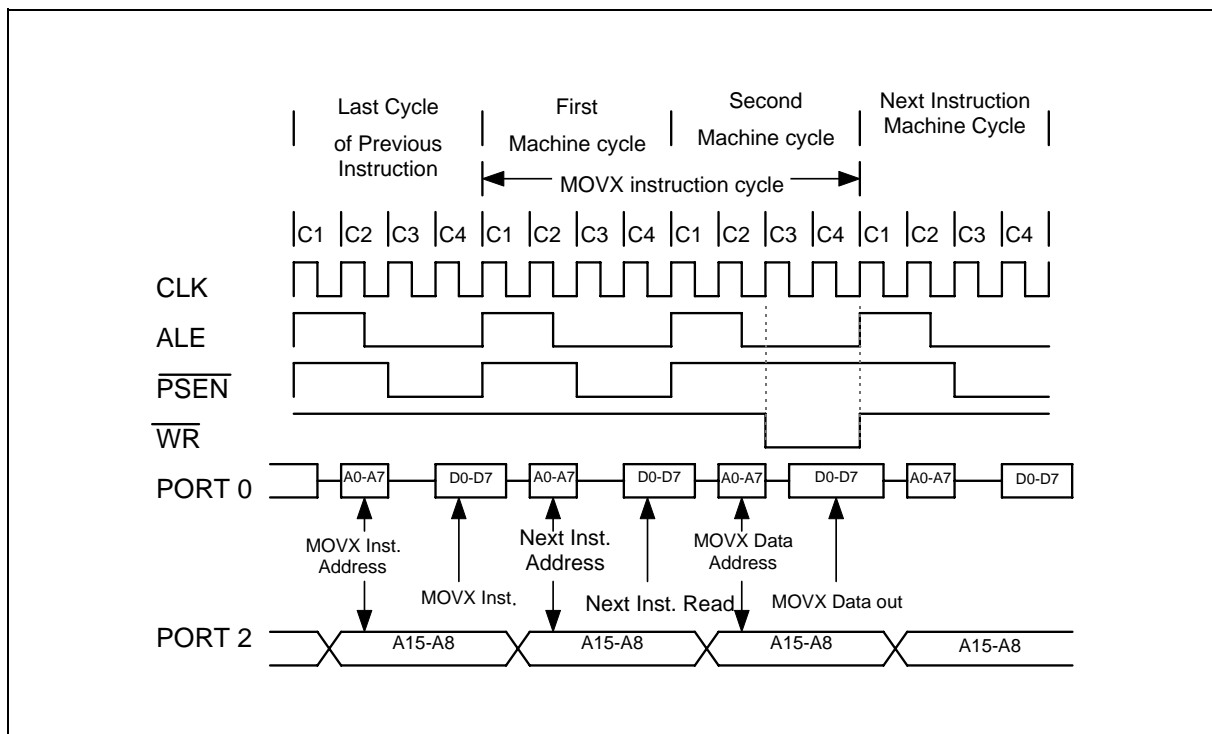 Last Cycle
of Previous
Instruction
First
Machine cycle
Second
Machine cycle
Next Instruction
Machine Cycle
MOVX instruction cycle
C1 C2 C3 C4 C1 C2 C3 C4 C1 C2 C3 C4 C1 C2 C3 C4
CLK
ALE
PSEN
WR
PORT 0
A0-A7 D0-D7 A0-A7 D0-D7 A0-A7 D0-D7 A0-A7 D0-D7
MOVX Inst.
Address
MOVX Inst.
Next Inst.
Address
Next Inst. Read
MOVX Data
Address
MOVX Data out
PORT 2
A15-A8 A15-A8 A15-A8 A15-A8